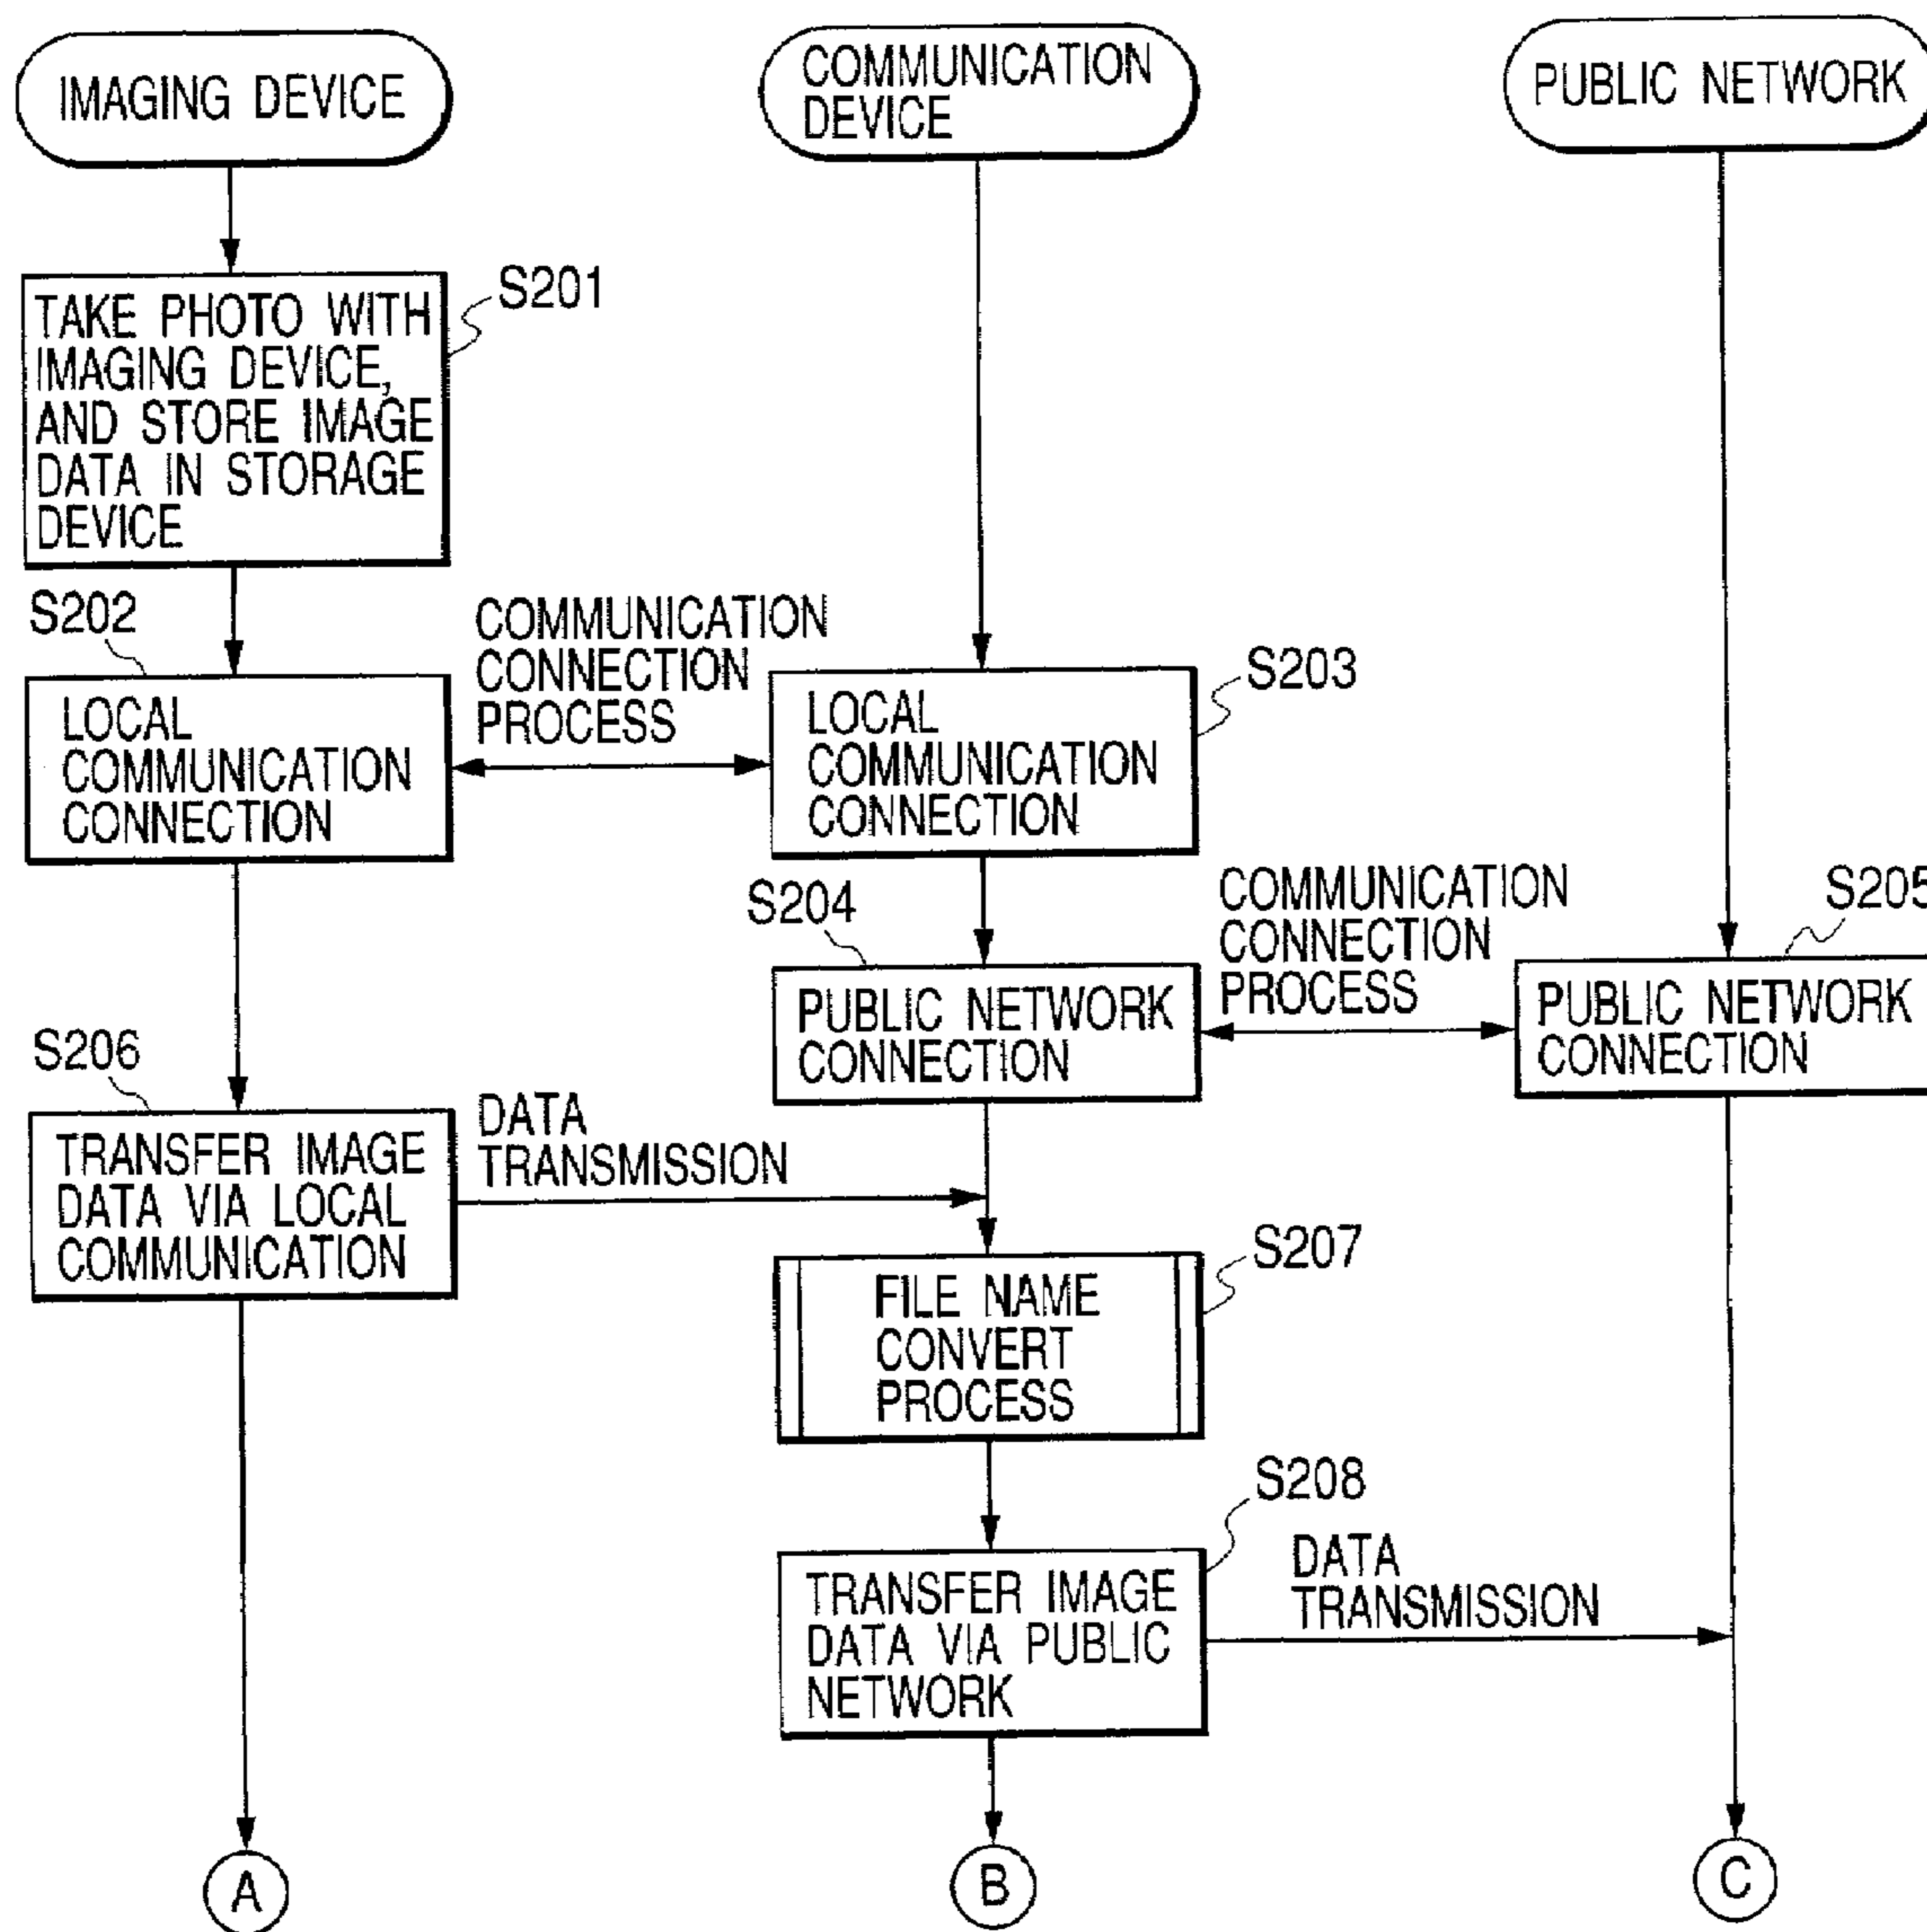 IMAGING DEVICE
COMMUNICATION
DEVICE
PUBLIC NETWORK
S201
TAKE PHOTO WITH
IMAGING DEVICE,
AND STORE IMAGE
DATA IN STORAGE
DEVICE
S202
LOCAL
COMMUNICATION
CONNECTION
COMMUNICATION
CONNECTION
PROCESS
S203
LOCAL
COMMUNICATION
CONNECTION
S204
PUBLIC NETWORK
CONNECTION
COMMUNICATION
CONNECTION
PROCESS
S205
PUBLIC NETWORK
CONNECTION
S206
TRANSFER IMAGE
DATA VIA LOCAL
COMMUNICATION
DATA
TRANSMISSION
S207
FILE NAME
CONVERT
PROCESS
S208
TRANSFER IMAGE
DATA VIA PUBLIC
NETWORK
DATA
TRANSMISSION
A
B
C